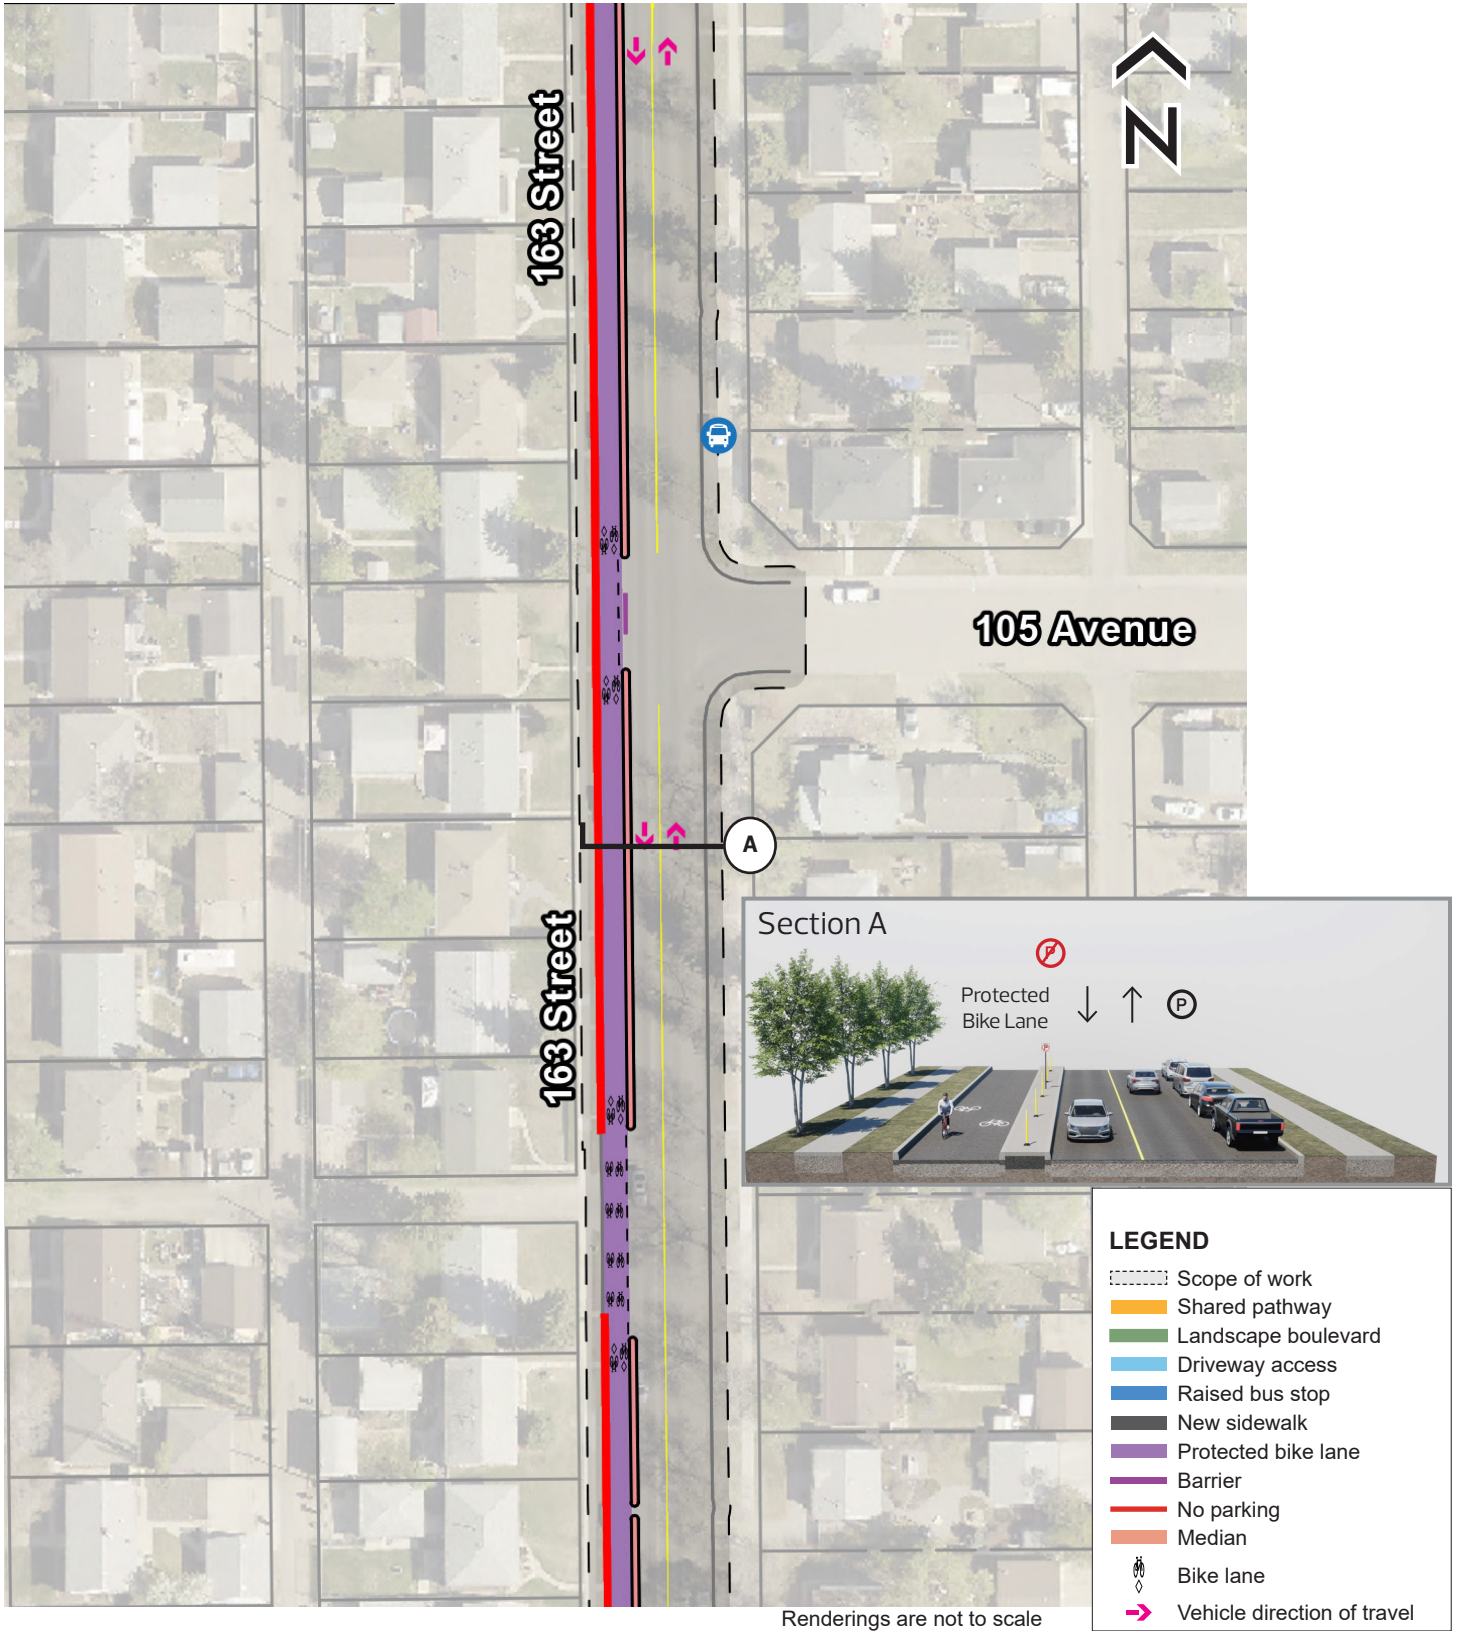 N
163 Street
105 Avenue
A
163 Street
Section A
P
Protected
Bike Lane
P
LEGEND
Scope of work
Shared pathway
Landscape boulevard
Driveway access
Raised bus stop
New sidewalk
Protected bike lane
Barrier
No parking
Median
Bike lane
Vehicle direction of travel
Renderings are not to scale